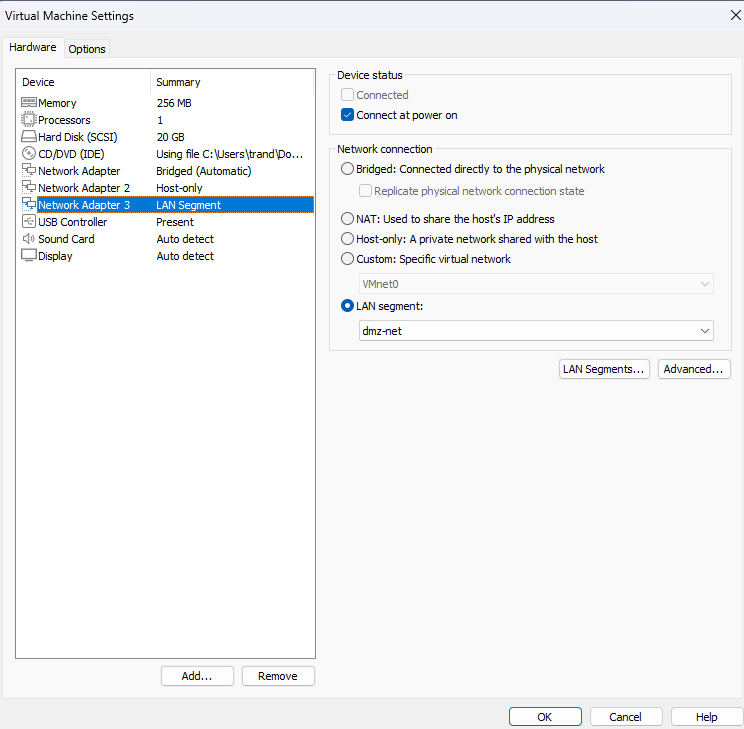 Virtual Machine Settings
Hardware Options
Device Summary
Memory 256 MB
Processors 1
Hard Disk (SCSI) 20 GB
CD/DVD (IDE) Using file C:\Users\trand\Do...
Network Adapter Bridged (Automatic)
Network Adapter 2 Host-only
Network Adapter 3 LAN Segment
USB Controller Present
Sound Card Auto detect
Display Auto detect
Add... Remove
Device status
Connected
Connect at power on
Network connection
Bridged: Connected directly to the physical network
Replicate physical network connection state
NAT: Used to share the host's IP address
Host-only: A private network shared with the host
Custom: Specific virtual network
VMnet0
LAN segment:
dmz-net
LAN Segments... Advanced...
OK Cancel Help